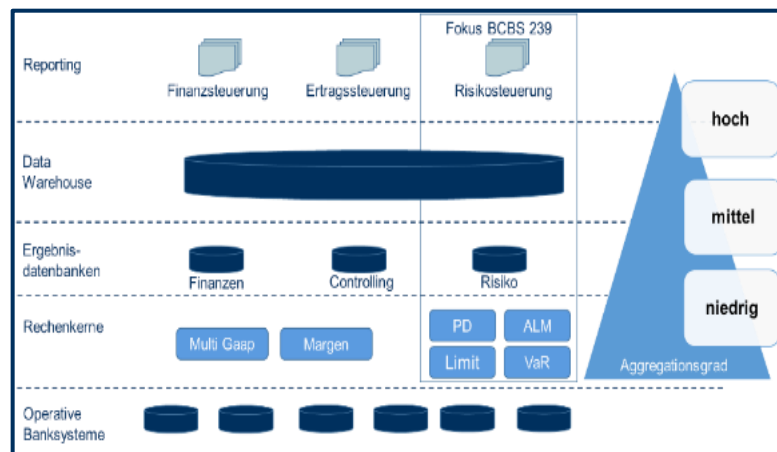 Fokus BCBS 239
Reporting
Finanzsteuerung
Ertragssteuerung
Risikosteuerung
hoch
Data
Warehouse
mittel
Ergebnis-
datenbanken
Finanzen
Controlling
Risiko
niedrig
Rechenkerne
Multi Gaap
Margen
PD
ALM
Limit
VaR
Aggregationsgrad
Operative
Banksysteme